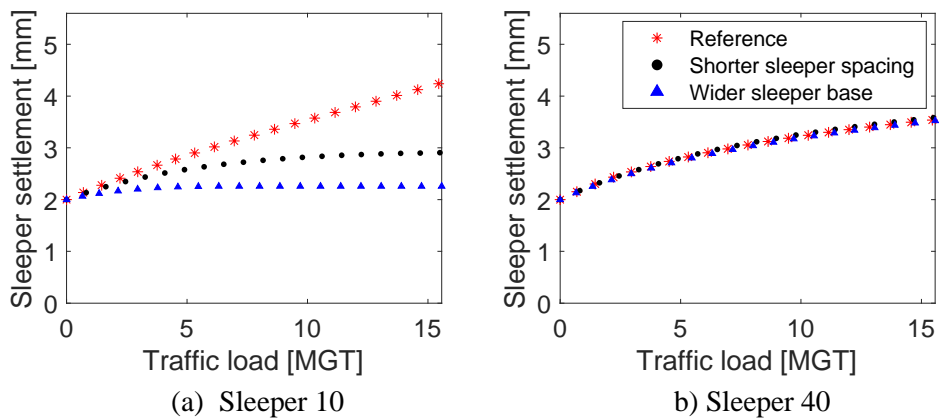 Sleeper settlement [mm]
5
4
3
2
1
0
0 5 10 15
Traffic load [MGT]
(a) Sleeper 10
Sleeper settlement [mm]
5
4
3
2
1
0
Reference
Shorter sleeper spacing
Wider sleeper base
0 5 10 15
Traffic load [MGT]
b) Sleeper 40